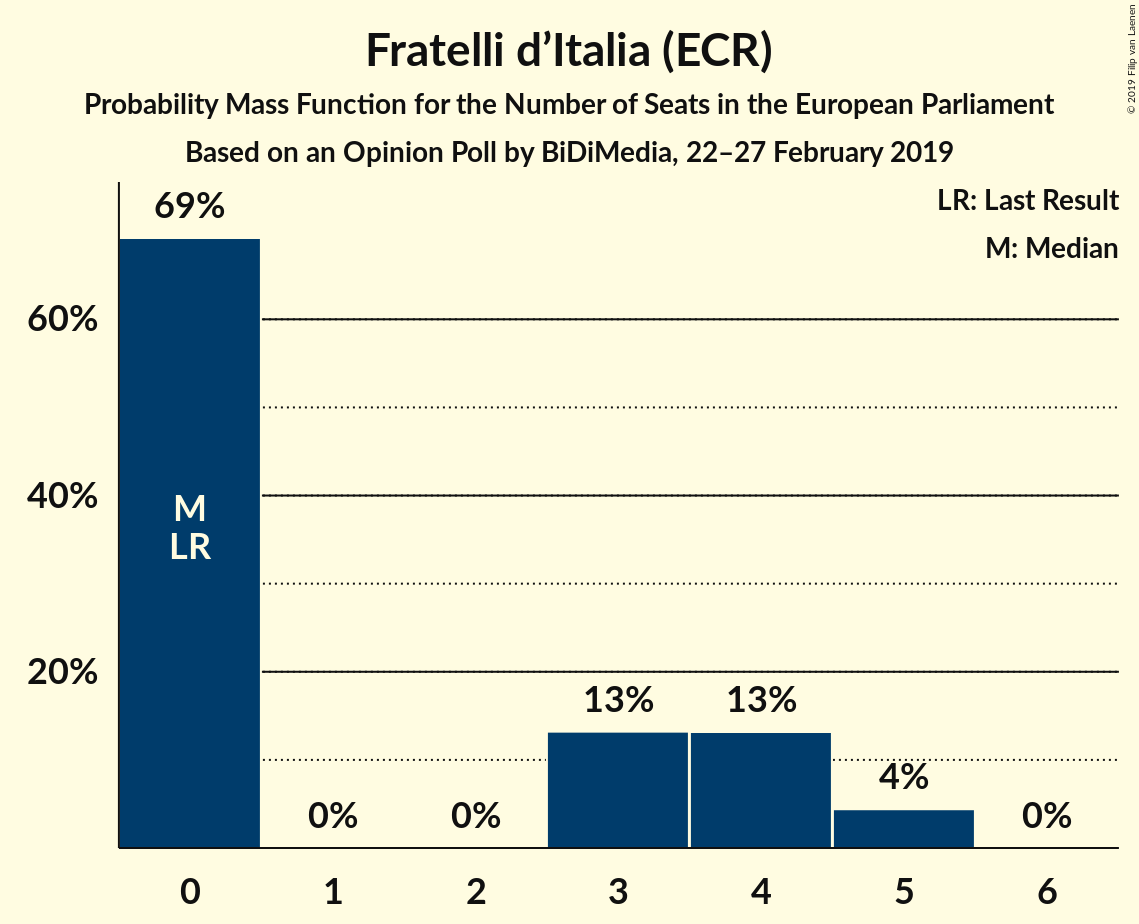 Fratelli d’Italia (ECR)
Probability Mass Function for the Number of Seats in the European Parliament
Based on an Opinion Poll by BiDiMedia, 22–27 February 2019
© 2019 Filip van Laenen
LR: Last Result
M: Median
69%
60%
40%
M
LR
20%
13%
13%
4%
0%
0%
0%
0
1
2
3
4
5
6